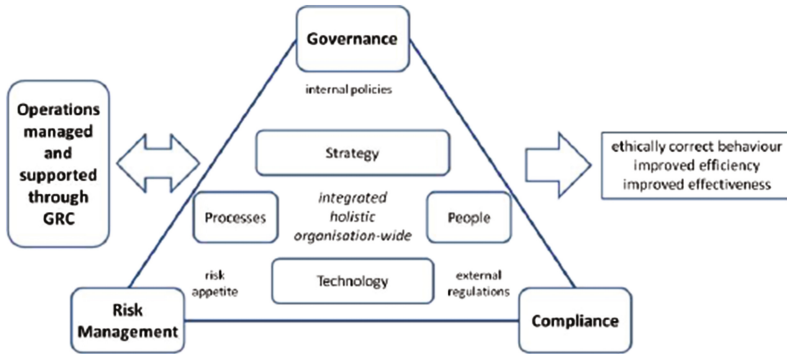 Governance
internal policies
Operations
managed
and
supported
through
GRC
Strategy
ethically correct behaviour
improved efficiency
improved effectiveness
Processes
integrated
holistic
organisation-wide
People
risk
appetite
Technology
external
regulations
Risk
Management
Compliance